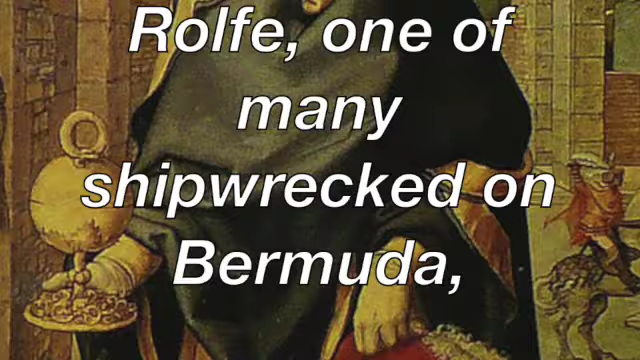 Rolfe, one of
many
shipwrecked on
Bermuda,